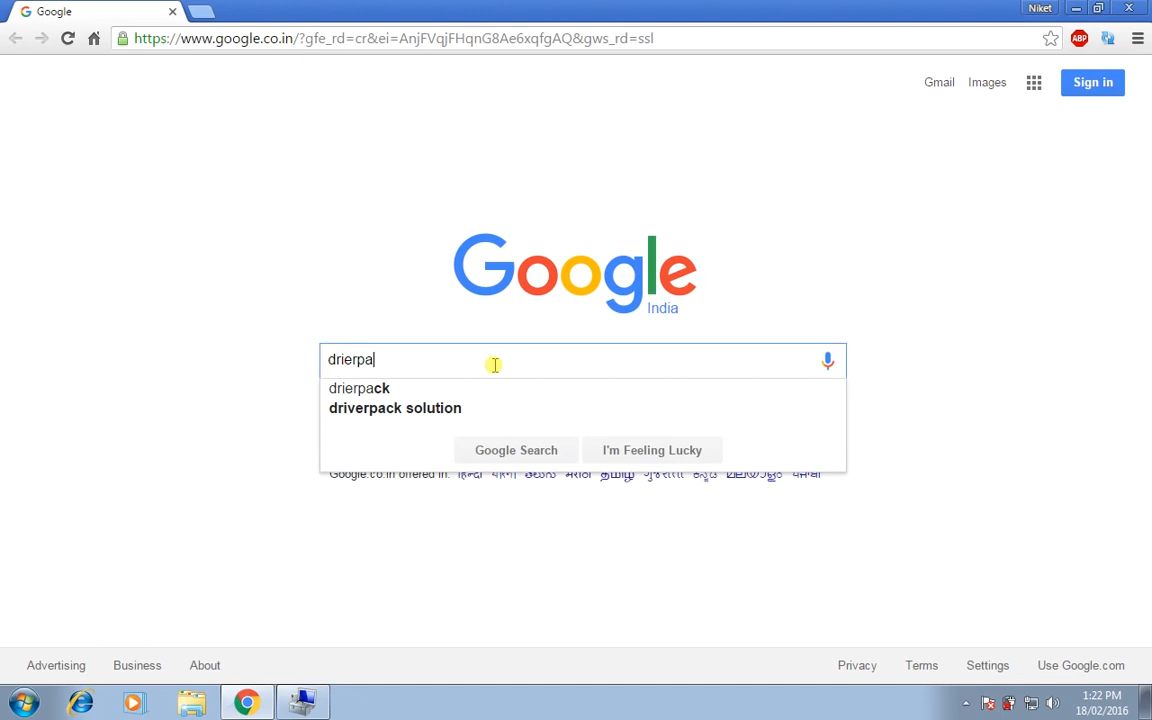 Google
Niket
https://www.google.co.in/?gfe_rd=cr&ei=AnjFVqjFHqnG8Ae6xqfgAQ&gws_rd=ssl
ABP
Gmail Images Sign in
Google
India
drierpa
drierpack
driverpack solution
Google Search I'm Feeling Lucky
Google.co.in offered in:
Advertising Business About Privacy Terms Settings Use Google.com
1:22 PM
18/02/2016